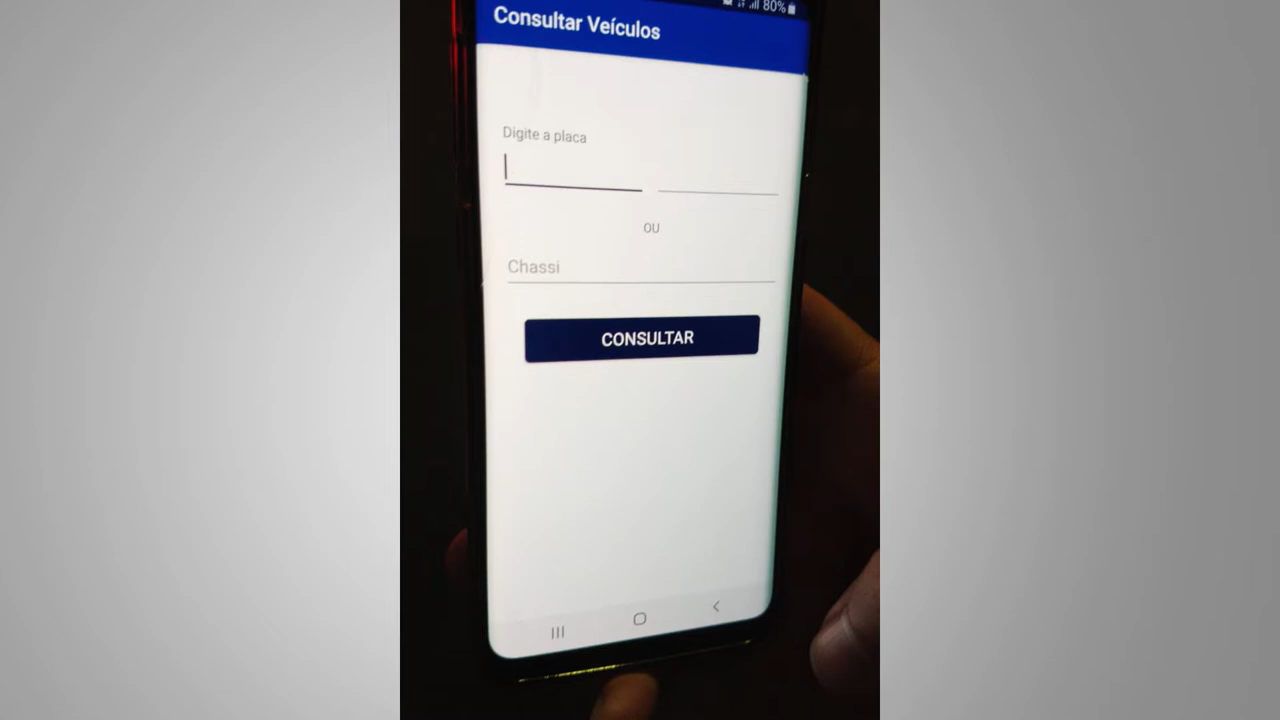 80%
Consultar Veículos
Digite a placa
OU
Chassi
CONSULTAR